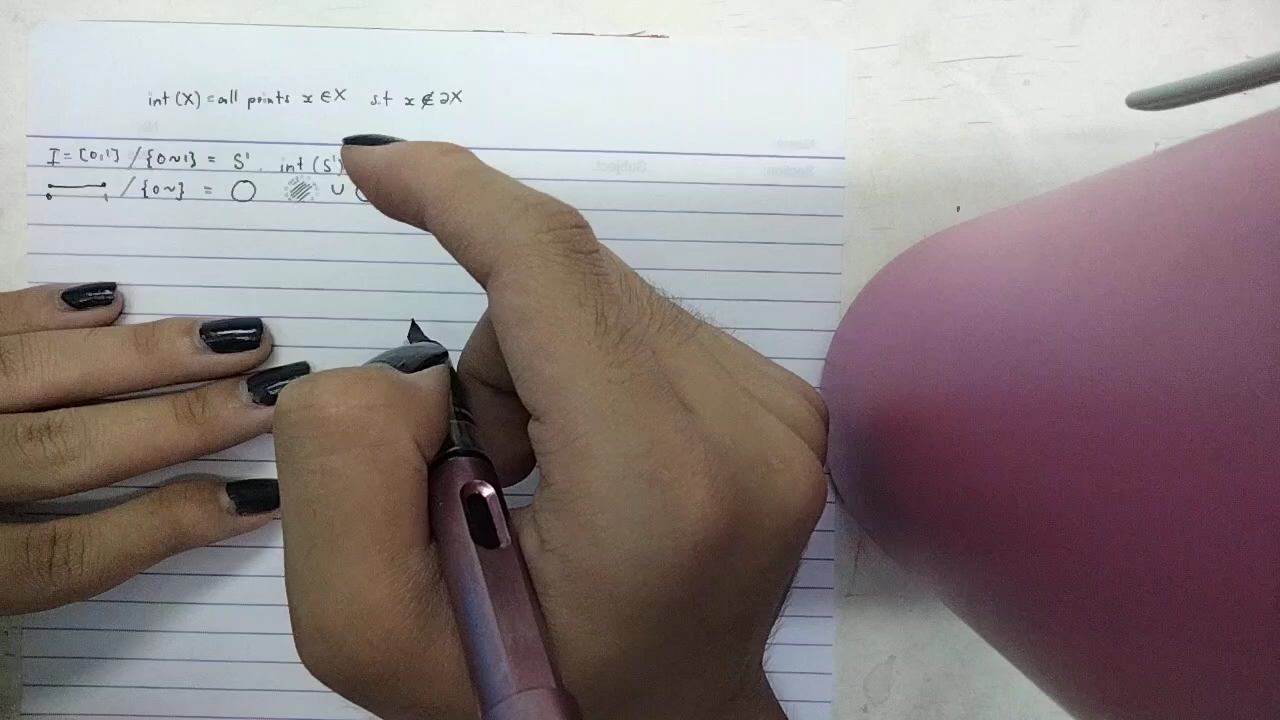 int (X) = all points x ∈ X s.t x ∉ ∂X
I = [0,1] / {0~1} = S¹ . int (S¹)
/ {0~} = ○ ∪